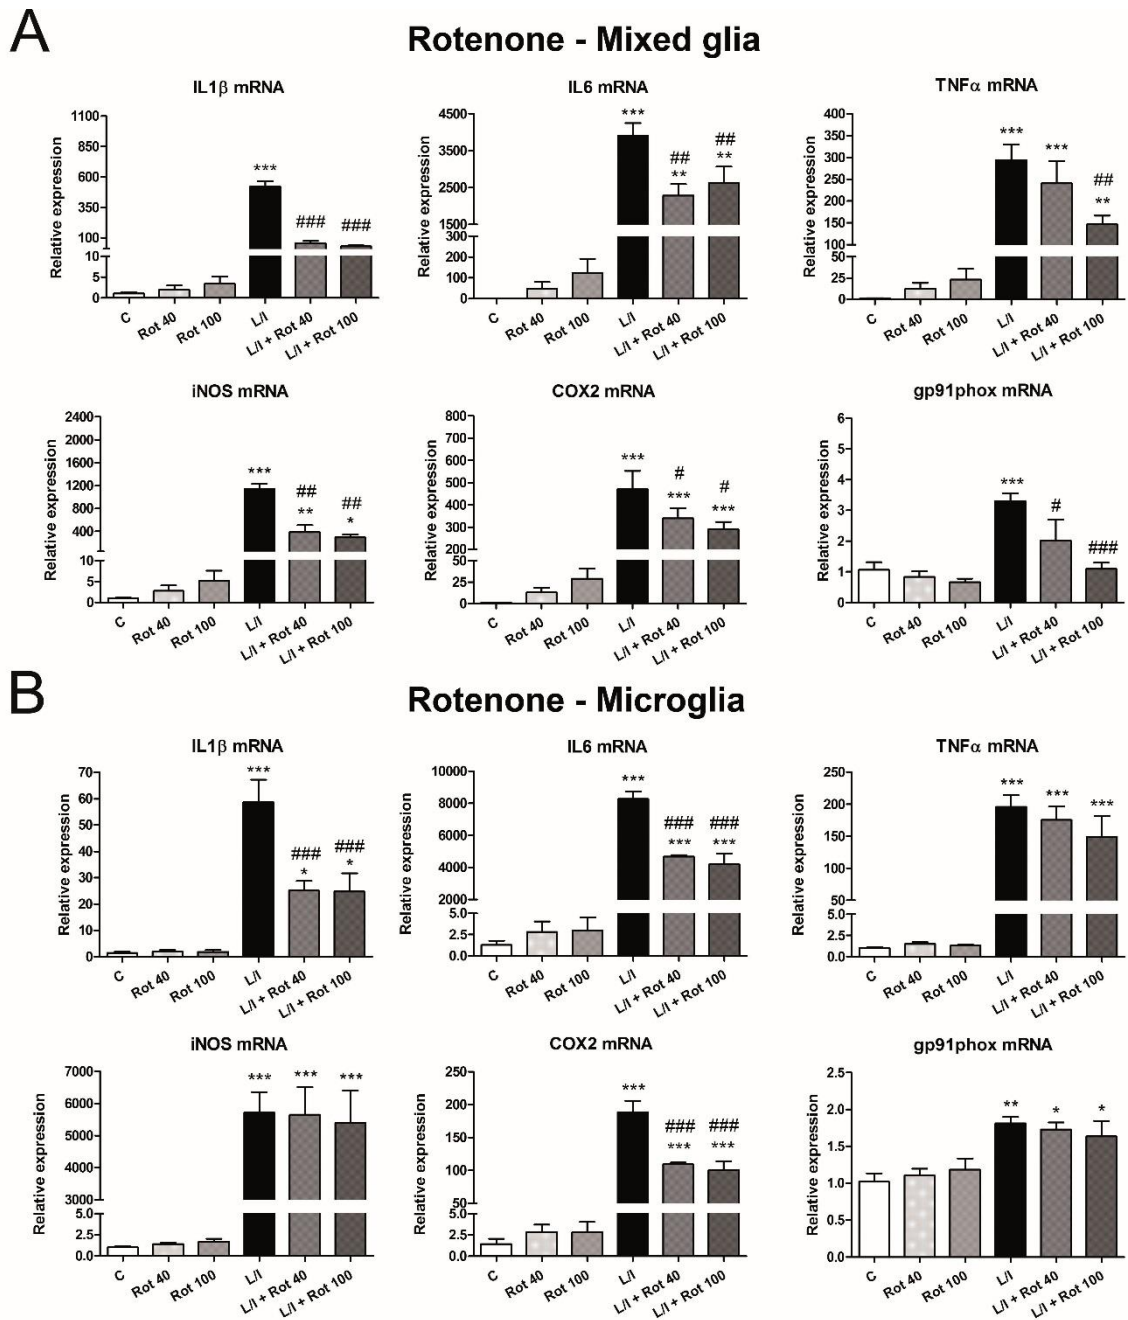 A
Rotenone - Mixed glia
IL1β mRNA
Relative expression
1100
850
600
350
100
10
5
0
***
###
###
C
Rot 40
Rot 100
L/I
L/I + Rot 40
L/I + Rot 100
IL6 mRNA
Relative expression
4500
3500
2500
1500
300
200
100
0
***
##
**
##
**
C
Rot 40
Rot 100
L/I
L/I + Rot 40
L/I + Rot 100
TNFα mRNA
Relative expression
400
350
300
250
200
150
100
50
25
0
***
***
##
**
C
Rot 40
Rot 100
L/I
L/I + Rot 40
L/I + Rot 100
iNOS mRNA
Relative expression
2400
2000
1600
1200
800
400
10
5
0
***
##
**
##
*
C
Rot 40
Rot 100
L/I
L/I + Rot 40
L/I + Rot 100
COX2 mRNA
Relative expression
800
700
600
500
400
300
200
50
25
0
***
#
***
#
***
C
Rot 40
Rot 100
L/I
L/I + Rot 40
L/I + Rot 100
gp91phox mRNA
Relative expression
6
5
4
3
2
1
0
***
#
###
C
Rot 40
Rot 100
L/I
L/I + Rot 40
L/I + Rot 100
B
Rotenone - Microglia
IL1β mRNA
Relative expression
70
60
50
40
30
20
10
0
***
###
*
###
*
C
Rot 40
Rot 100
L/I
L/I + Rot 40
L/I + Rot 100
IL6 mRNA
Relative expression
10000
8000
6000
4000
2000
5.0
2.5
0.0
***
###
***
###
***
C
Rot 40
Rot 100
L/I
L/I + Rot 40
L/I + Rot 100
TNFα mRNA
Relative expression
250
200
150
100
50
5.0
2.5
0.0
***
***
***
C
Rot 40
Rot 100
L/I
L/I + Rot 40
L/I + Rot 100
iNOS mRNA
Relative expression
7000
6000
5000
4000
3000
5.0
2.5
0.0
***
***
***
C
Rot 40
Rot 100
L/I
L/I + Rot 40
L/I + Rot 100
COX2 mRNA
Relative expression
250
200
150
100
50
5.0
2.5
0.0
***
###
***
###
***
C
Rot 40
Rot 100
L/I
L/I + Rot 40
L/I + Rot 100
gp91phox mRNA
Relative expression
2.5
2.0
1.5
1.0
0.5
0.0
**
*
*
C
Rot 40
Rot 100
L/I
L/I + Rot 40
L/I + Rot 100